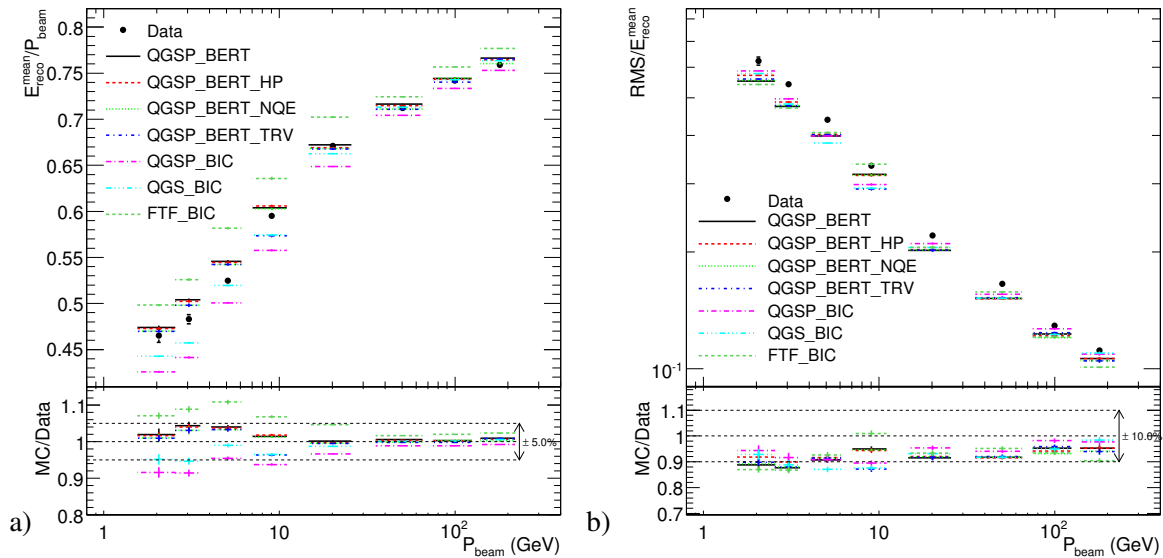 E^mean_reco/P_beam
0.8
0.75
0.7
0.65
0.6
0.55
0.5
0.45
Data
QGSP_BERT
QGSP_BERT_HP
QGSP_BERT_NQE
QGSP_BERT_TRV
QGSP_BIC
QGS_BIC
FTF_BIC
MC/Data
1.1
1
0.9
0.8
± 5.0%
1 10 10^2
P_beam (GeV)
a)
RMS/E^mean_reco
10^-1
Data
QGSP_BERT
QGSP_BERT_HP
QGSP_BERT_NQE
QGSP_BERT_TRV
QGSP_BIC
QGS_BIC
FTF_BIC
MC/Data
1.1
1
0.9
0.8
0.7
± 10.0%
1 10 10^2
P_beam (GeV)
b)